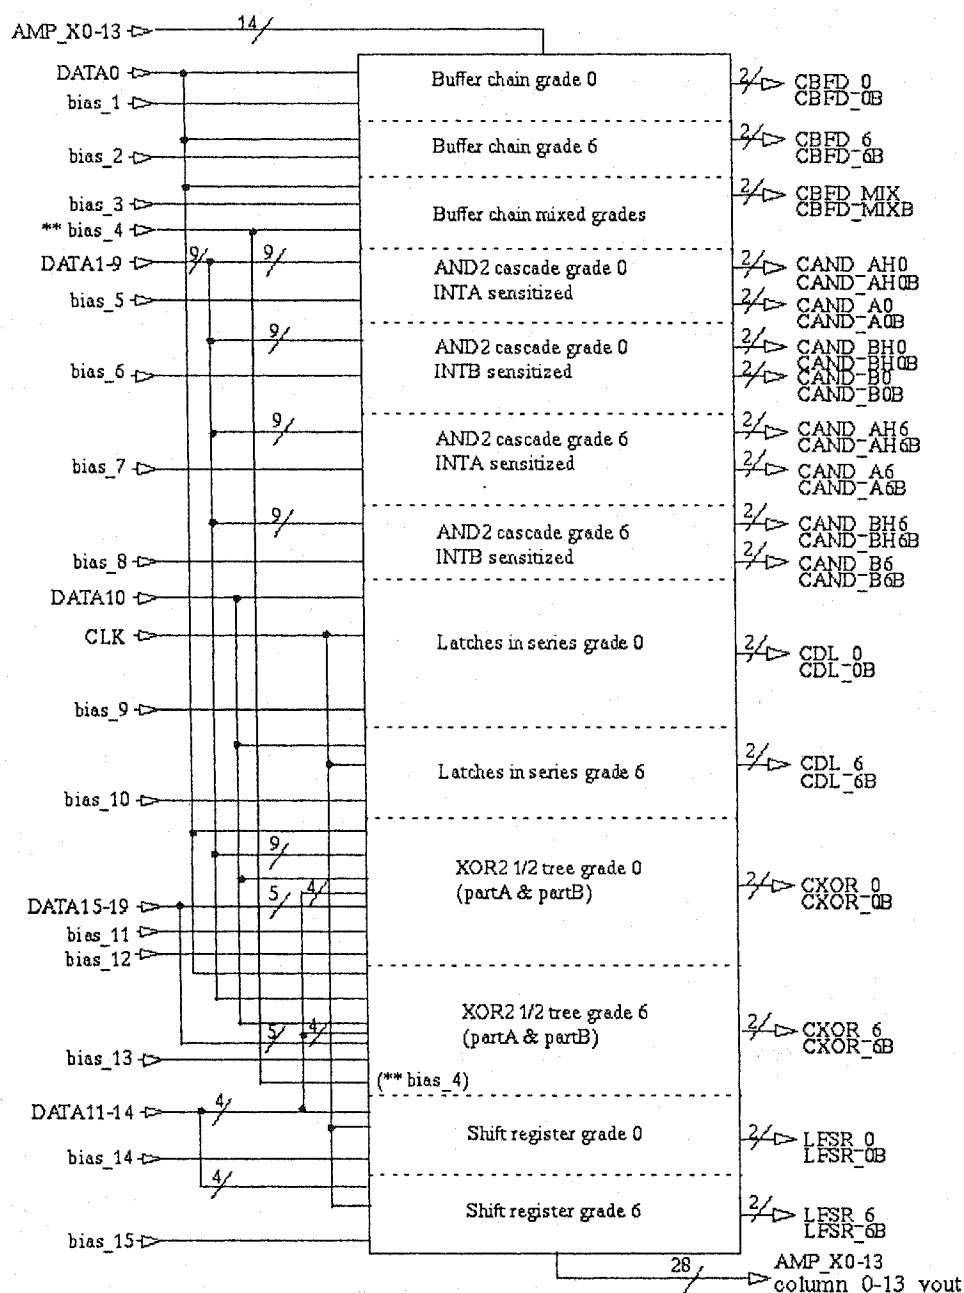 AMP_X0-13
14
DATA0
Buffer chain grade 0
2
CBFD_0
CBFD_0B
bias_1
2
CBFD_6
CBFD_6B
Buffer chain grade 6
bias_2
2
CBFD_MIX
CBFD_MIXB
bias_3
Buffer chain mixed grades
** bias_4
DATA1-9
9
9
AND2 cascade grade 0
INTA sensitized
2
CAND_AH0
CAND_AH0B
bias_5
2
CAND_A0
CAND_A0B
9
AND2 cascade grade 0
INTB sensitized
2
CAND_BH0
CAND_BH0B
bias_6
2
CAND_B0
CAND_B0B
9
AND2 cascade grade 6
INTA sensitized
2
CAND_AH6
CAND_AH6B
bias_7
2
CAND_A6
CAND_A6B
9
AND2 cascade grade 6
INTB sensitized
2
CAND_BH6
CAND_BH6B
bias_8
2
CAND_B6
CAND_B6B
DATA10
CLK
Latches in series grade 0
2
CDL_0
CDL_0B
bias_9
Latches in series grade 6
2
CDL_6
CDL_6B
bias_10
9
XOR2 1/2 tree grade 0
(partA & partB)
4
2
CXOR_0
CXOR_0B
DATA15-19
5
bias_11
bias_12
XOR2 1/2 tree grade 6
(partA & partB)
5
4
2
CXOR_6
CXOR_6B
bias_13
(** bias_4)
DATA11-14
4
Shift register grade 0
2
LFSR_0
LFSR_0B
bias_14
4
Shift register grade 6
2
LFSR_6
LFSR_6B
bias_15
28
AMP_X0-13
column 0-13 vout